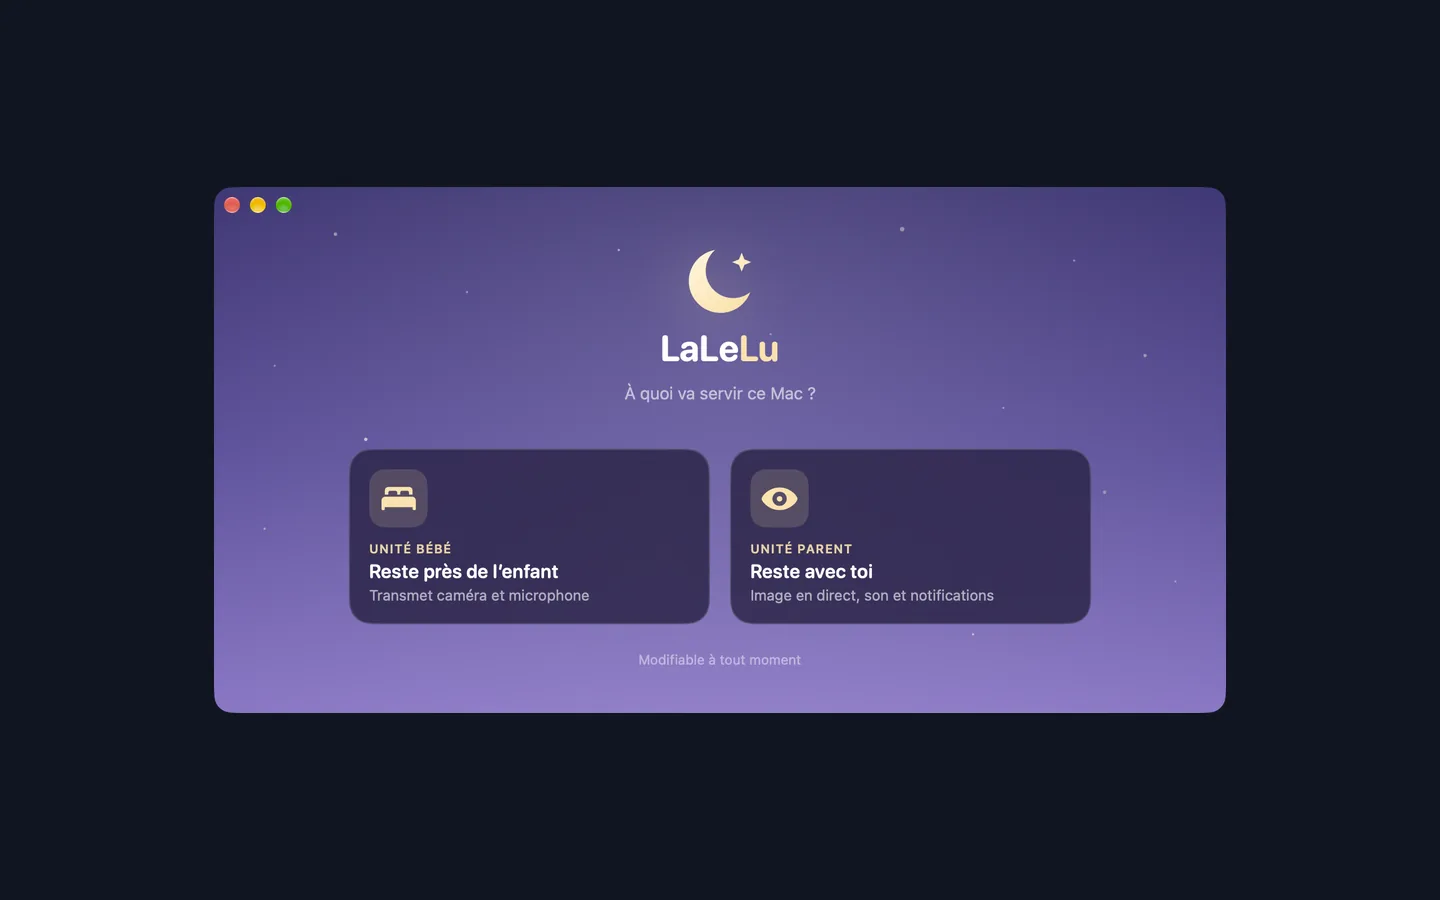 LaLeLu
À quoi va servir ce Mac ?
UNITÉ BÉBÉ
Reste près de l’enfant
Transmet caméra et microphone
UNITÉ PARENT
Reste avec toi
Image en direct, son et notifications
Modifiable à tout moment